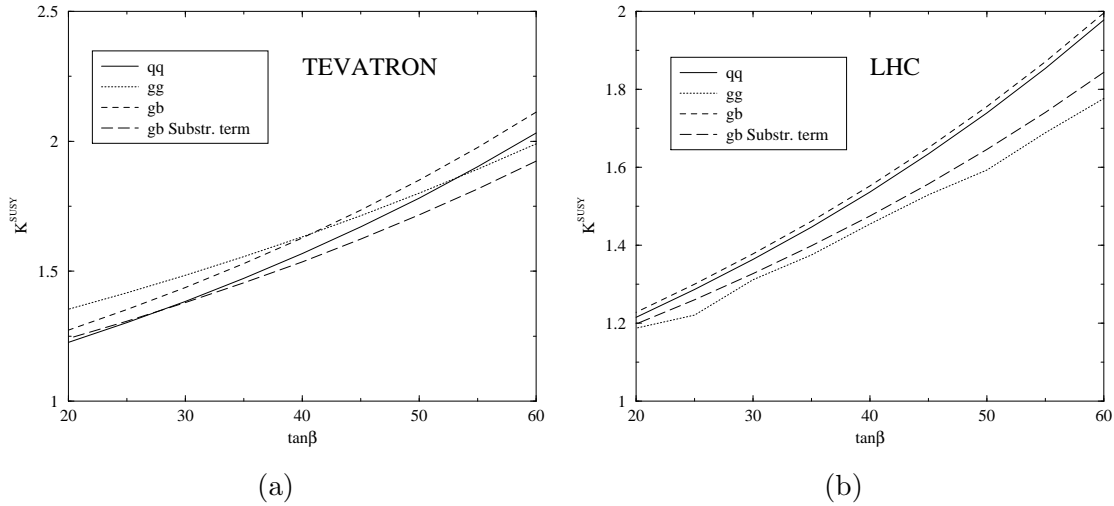 2.5
2
1.5
1
K^SUSY
TEVATRON
qq
gg
gb
gb Substr. term
20 30 40 50 60
tanβ
(a)
2
1.8
1.6
1.4
1.2
1
K^SUSY
LHC
qq
gg
gb
gb Substr. term
20 30 40 50 60
tanβ
(b)